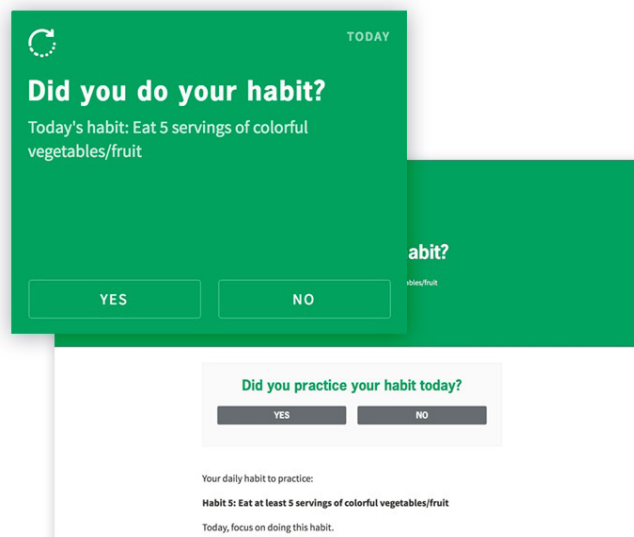 TODAY
Did you do your habit?
Today's habit: Eat 5 servings of colorful
vegetables/fruit
YES
NO
abit?
ables/fruit
Did you practice your habit today?
YES
NO
Your daily habit to practice:
Habit 5: Eat at least 5 servings of colorful vegetables/fruit
Today, focus on doing this habit.